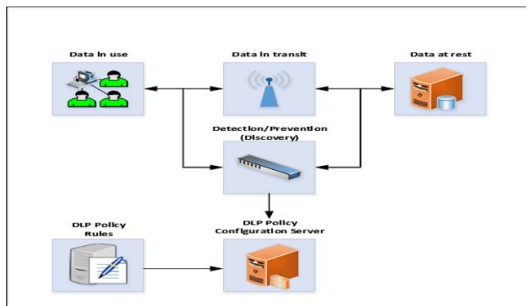 Data in use
Data in transit
Data at rest
Detection/Prevention
(Discovery)
DLP Policy
Rules
DLP Policy
Configuration Server